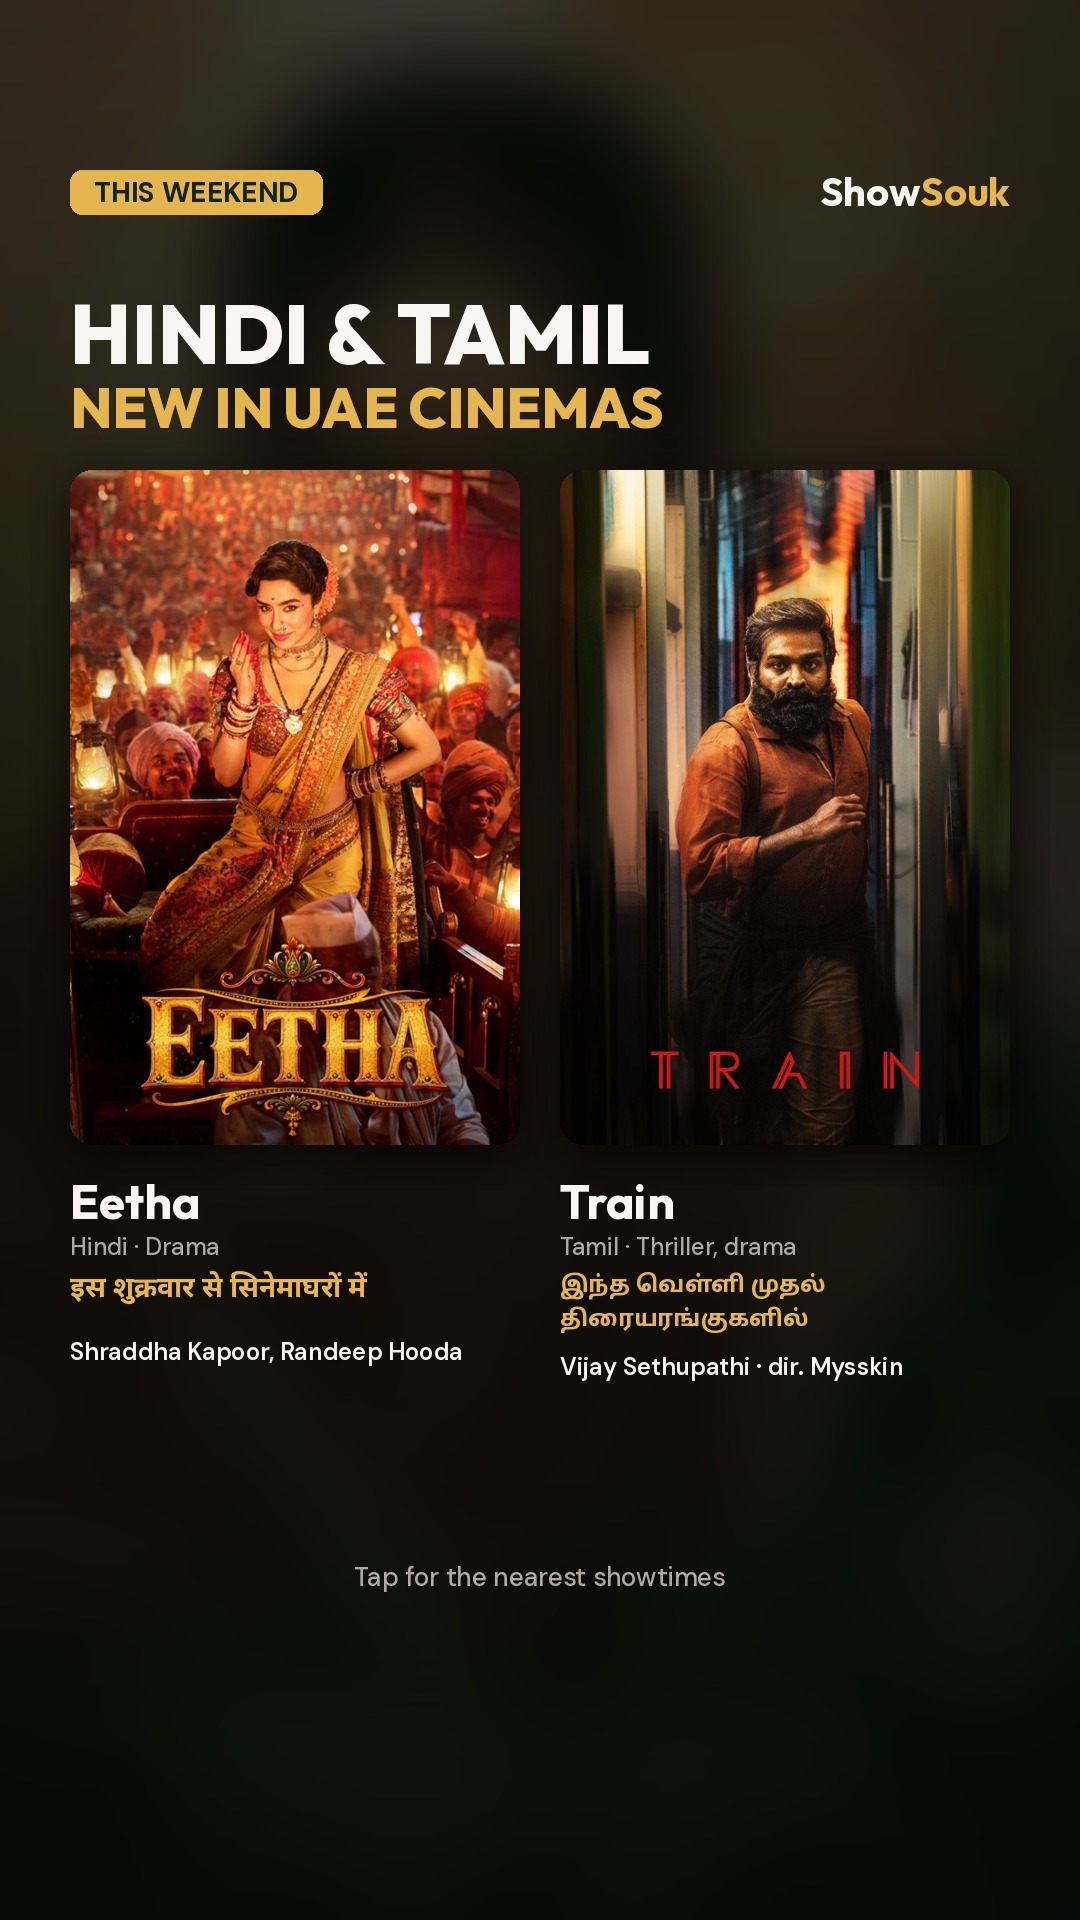 THIS WEEKEND
ShowSouk
HINDI & TAMIL
NEW IN UAE CINEMAS
EETHA
TRAIN
Eetha
Hindi · Drama
इस शुक्रवार से सिनेमाघरों में
Shraddha Kapoor, Randeep Hooda
Train
Tamil · Thriller, drama
இந்த வெள்ளி முதல்
திரையரங்குகளில்
Vijay Sethupathi · dir. Mysskin
Tap for the nearest showtimes